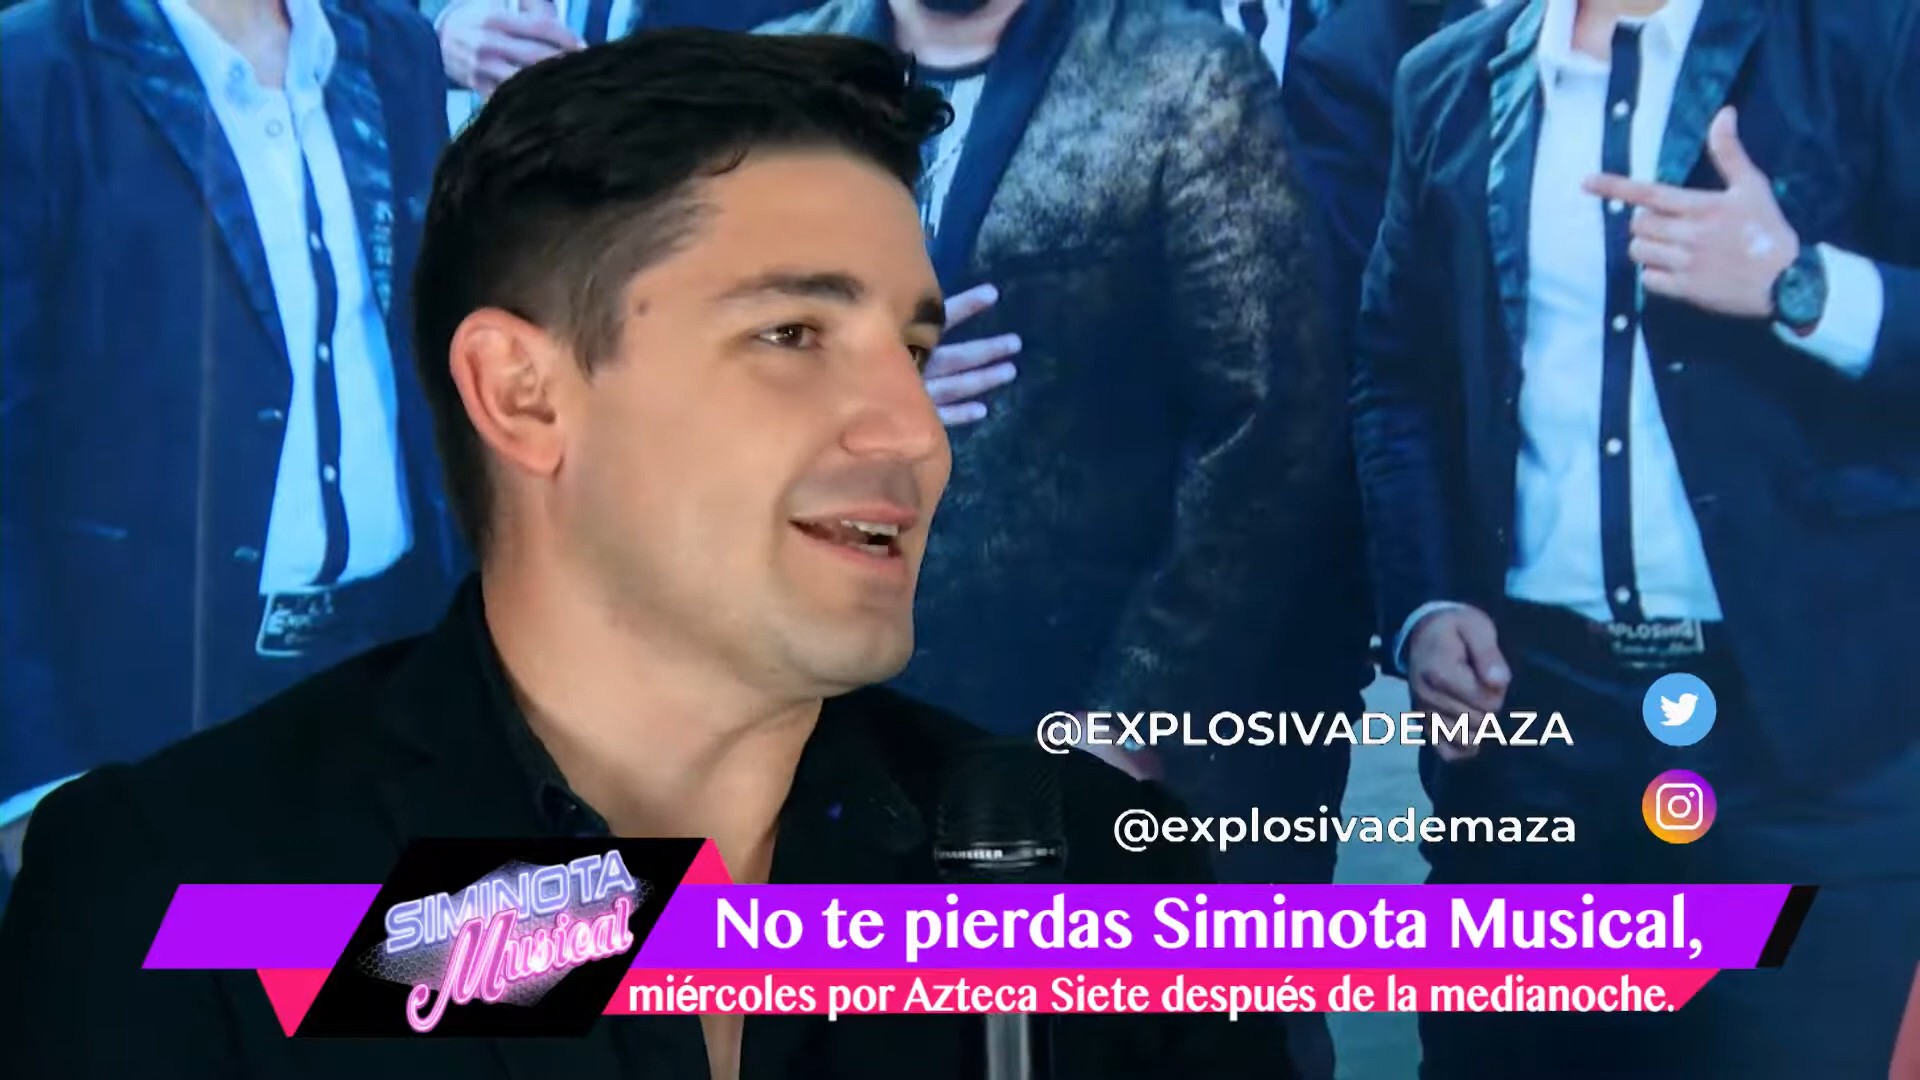 @EXPLOSIVADEMAZA
@explosivademaza
SIMINOTA
Musical
No te pierdas Siminota Musical,
miércoles por Azteca Siete después de la medianoche.